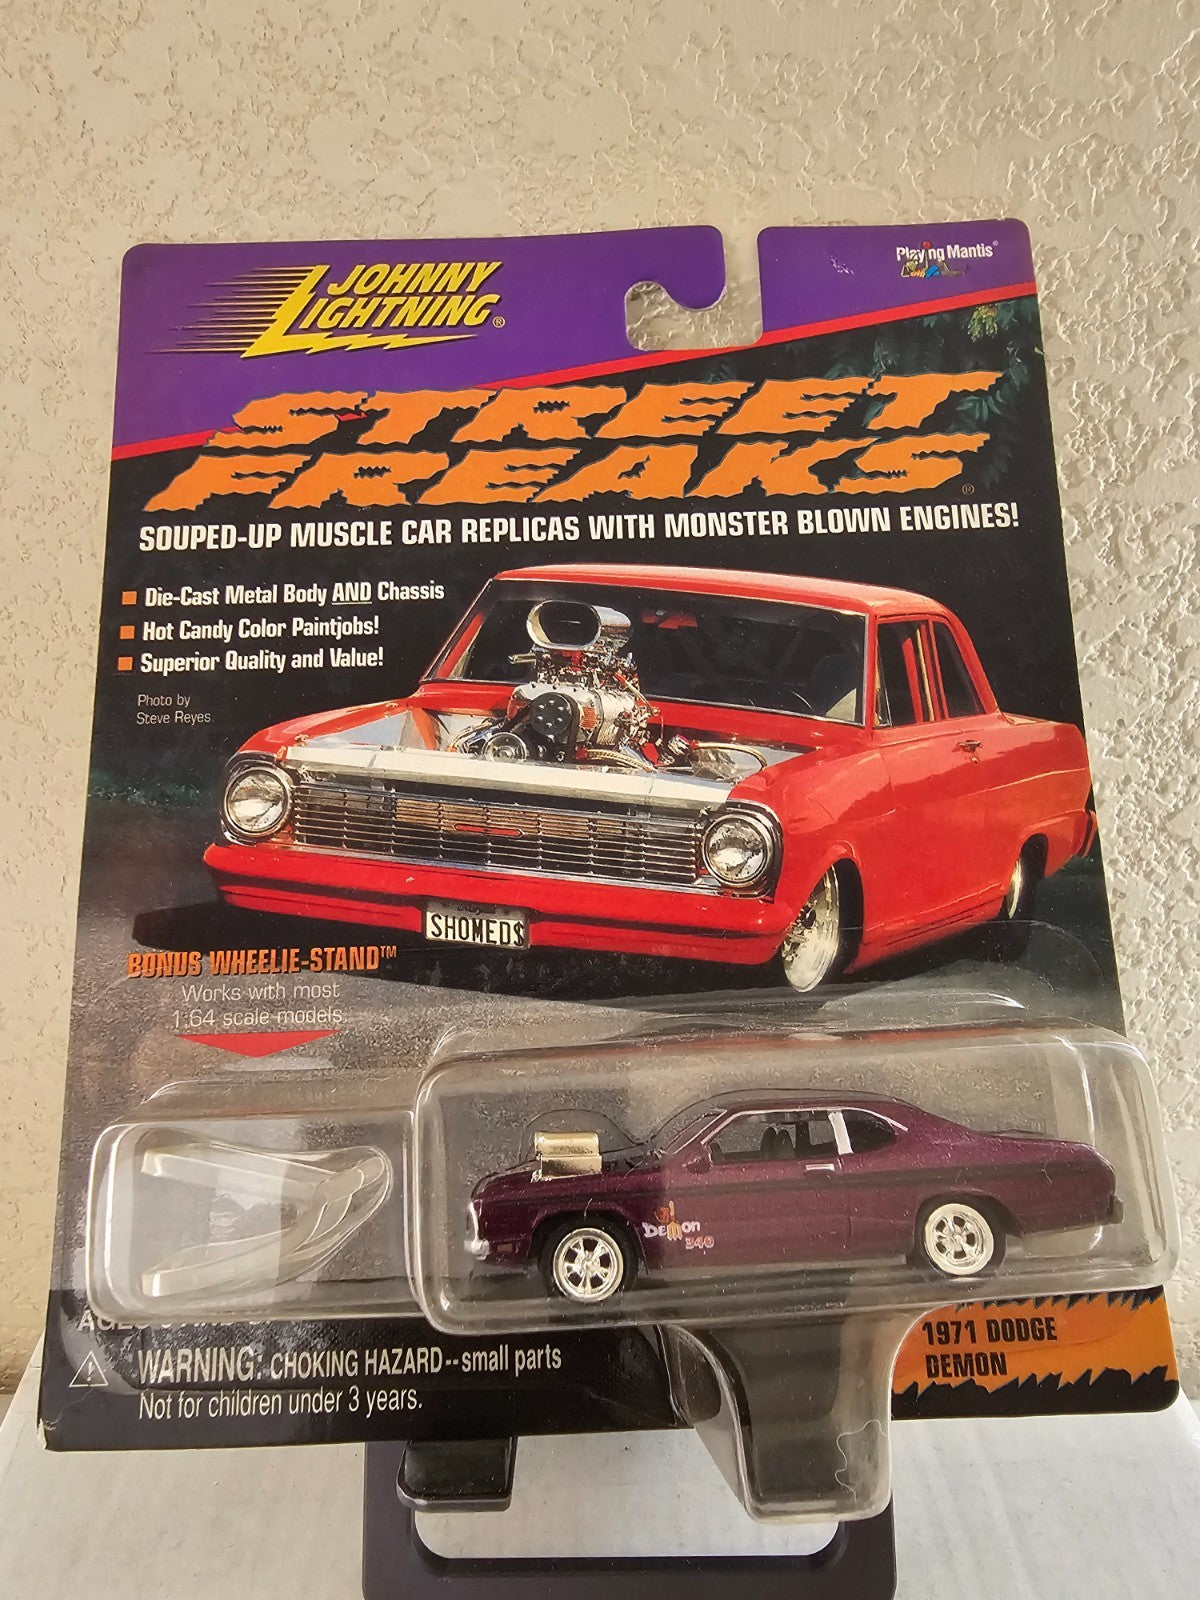 JOHNNY
LIGHTNING®
Playing Mantis®
STREET
FREAKS®
SOUPED-UP MUSCLE CAR REPLICAS WITH MONSTER BLOWN ENGINES!
Die-Cast Metal Body AND Chassis
Hot Candy Color Paintjobs!
Superior Quality and Value!
Photo by
Steve Reyes.
SHOMED$
BONUS WHEELIE-STAND™
Works with most
1:64 scale models
Demon
340
AGES
1971 DODGE
DEMON
WARNING: CHOKING HAZARD--small parts
Not for children under 3 years.